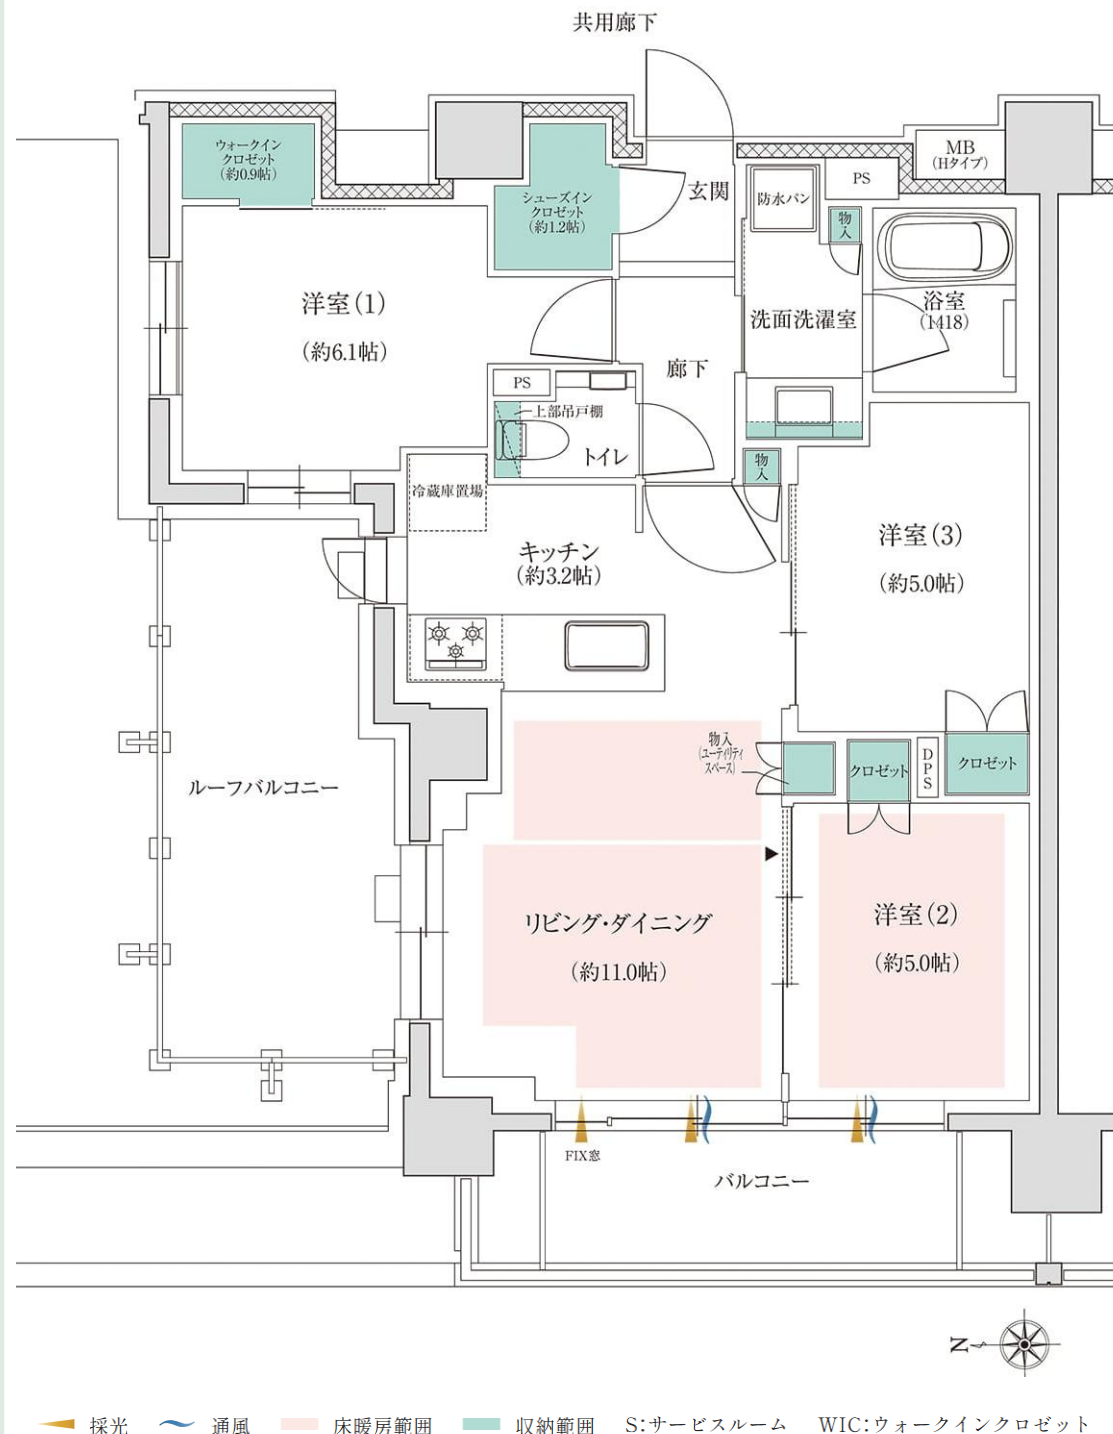 共用廊下
ウォークイン
クロゼット
(約0.9帖)
シューズイン
クロゼット
(約1.2帖)
玄関
防水パン
PS
MB
(Hタイプ)
物入
洋室(1)
(約6.1帖)
洗面洗濯室
浴室
(1418)
廊下
PS
上部吊戸棚
トイレ
物入
冷蔵庫置場
キッチン
(約3.2帖)
洋室(3)
(約5.0帖)
物入
(ユーティリティ
スペース)
クロゼット
DPS
クロゼット
ルーフバルコニー
リビング・ダイニング
(約11.0帖)
洋室(2)
(約5.0帖)
FIX窓
バルコニー
N
採光 通風 床暖房範囲 収納範囲 S:サービスルーム WIC:ウォークインクロゼット